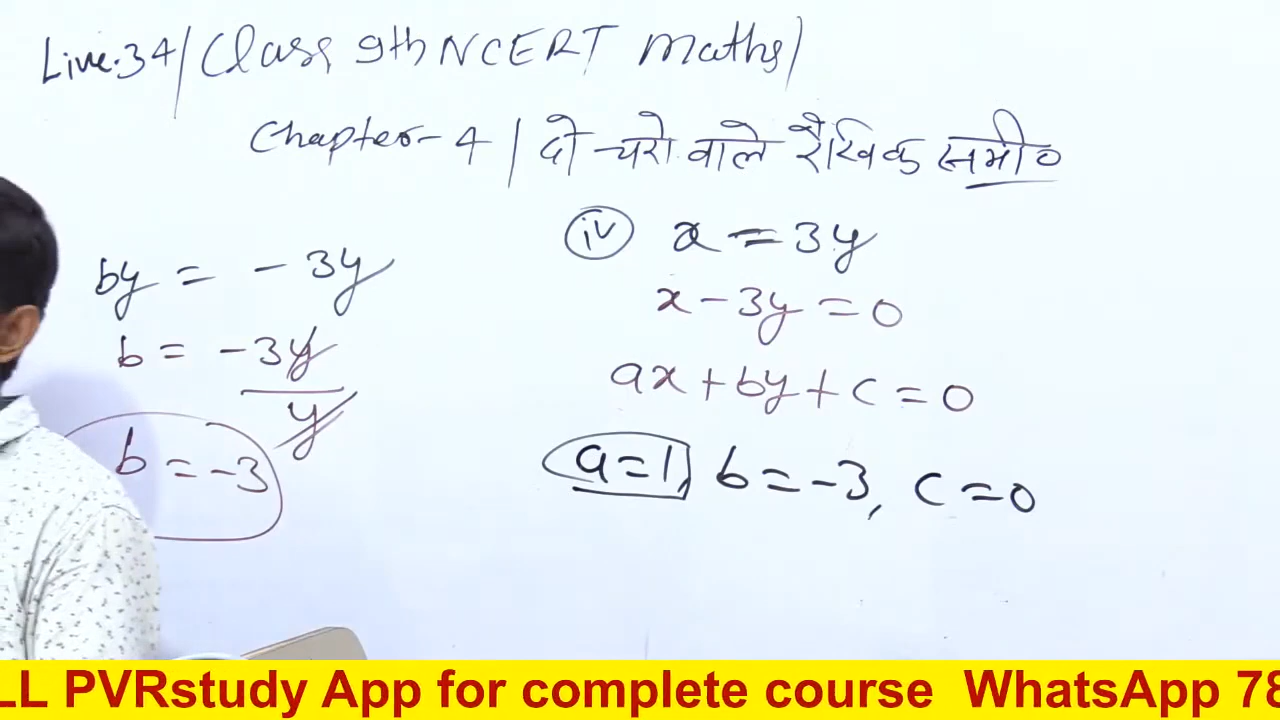 Live.34/Class 9th NCERT Maths/
Chapter-4/दो चरो वाले रैखिक समी०
by = -3y
b = -3y
y
b = -3
iv x = 3y
x - 3y = 0
ax + by + c = 0
a = 1, b = -3, c = 0
LL PVRstudy App for complete course WhatsApp 78